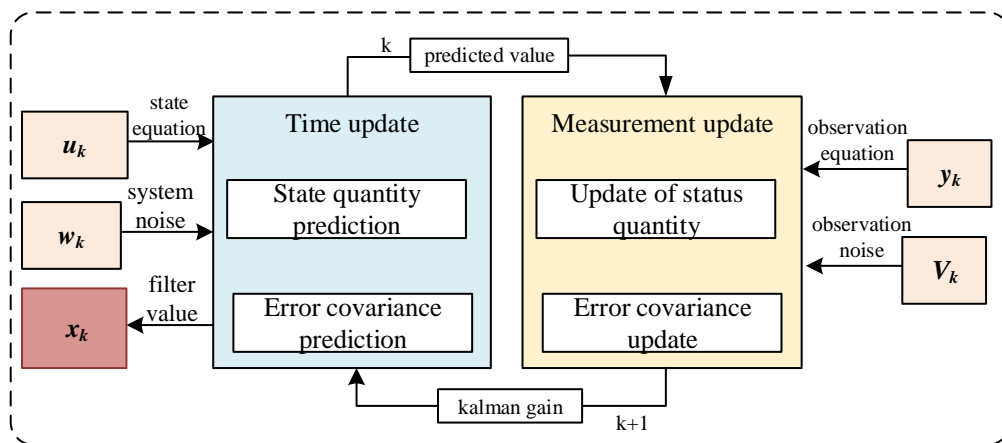 k
predicted value
state
equation
Time update
Measurement update
observation
equation
u_k
y_k
system
noise
State quantity
prediction
Update of status
quantity
w_k
observation
noise
V_k
filter
value
x_k
Error covariance
prediction
Error covariance
update
kalman gain
k+1